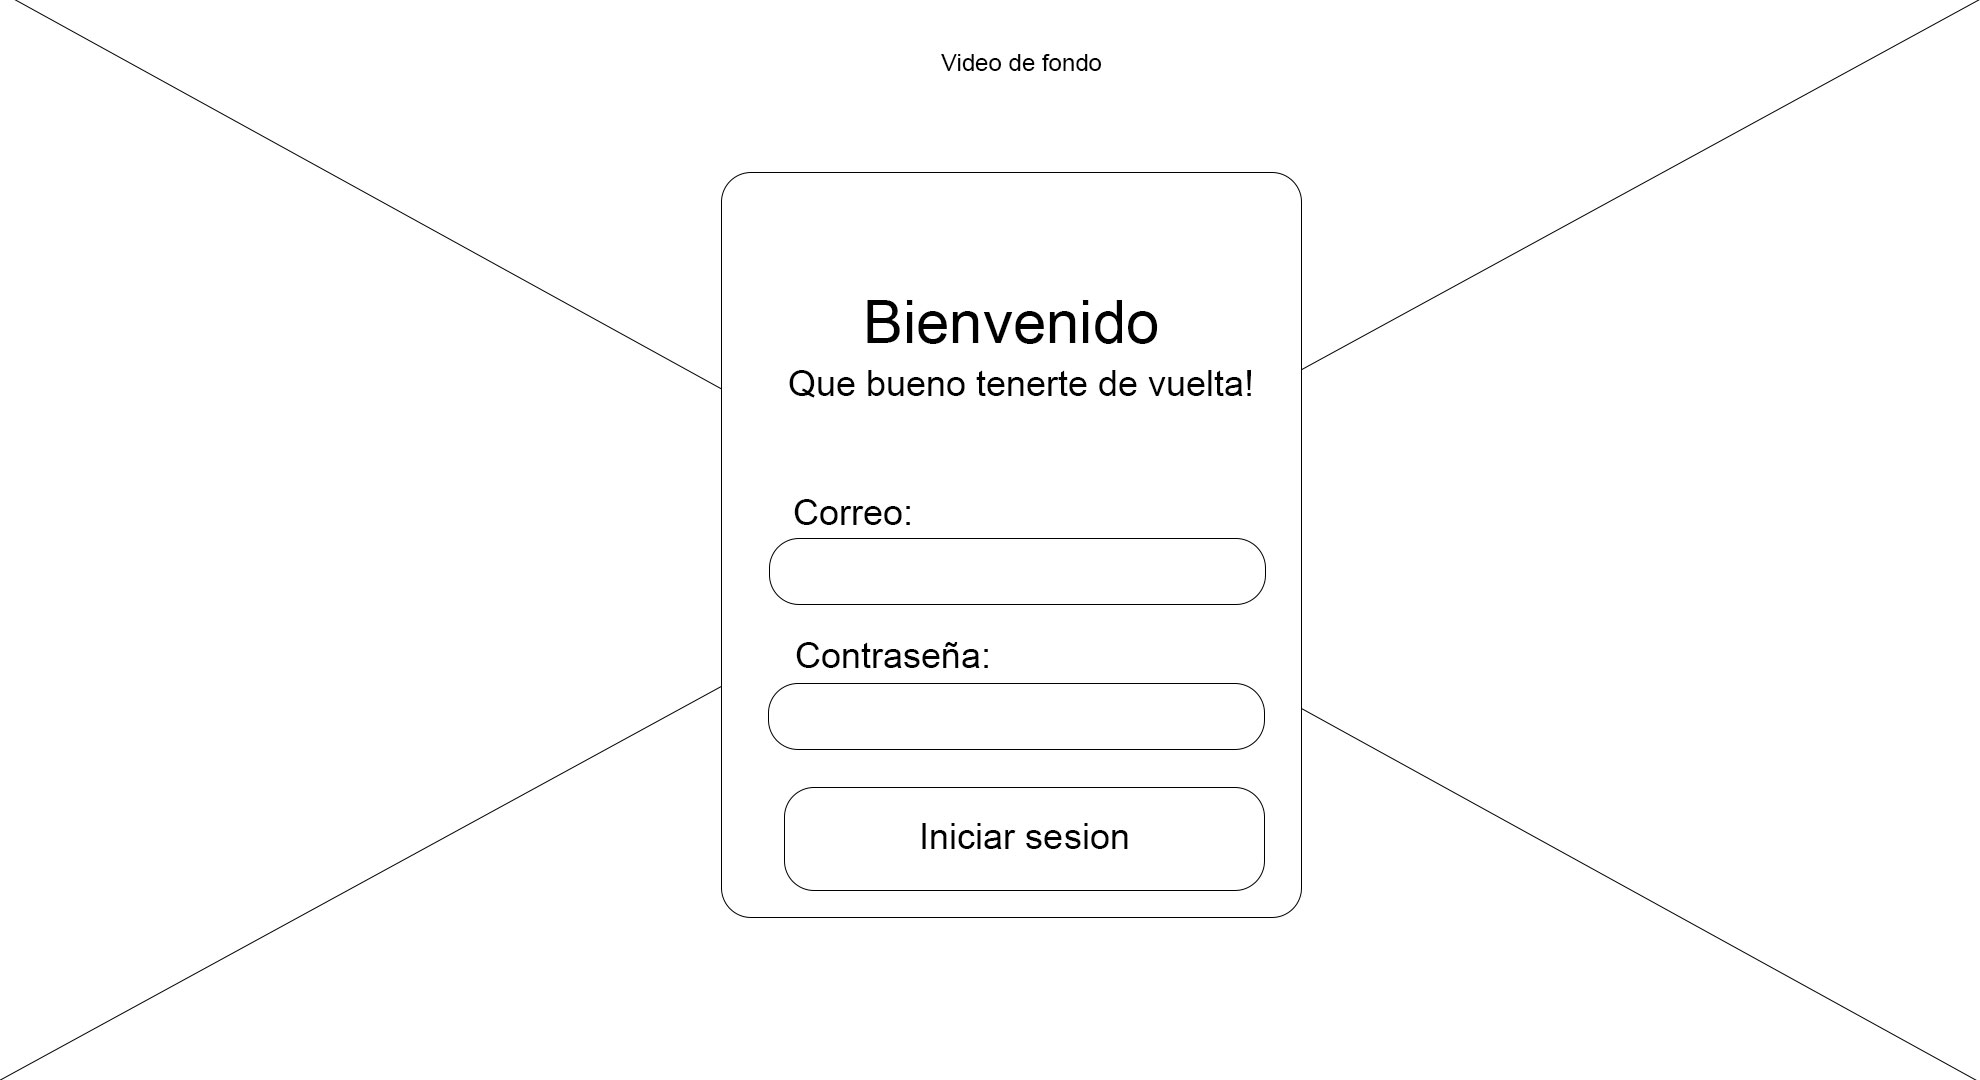 Video de fondo
Bienvenido
Que bueno tenerte de vuelta!
Correo:
Contraseña:
Iniciar sesion